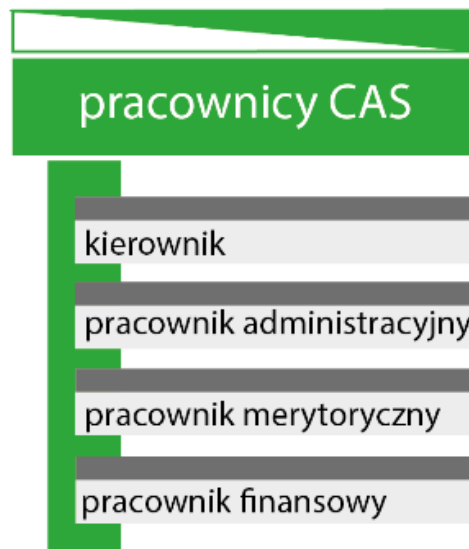 pracownicy CAS
kierownik
pracownik administracyjny
pracownik merytoryczny
pracownik finansowy